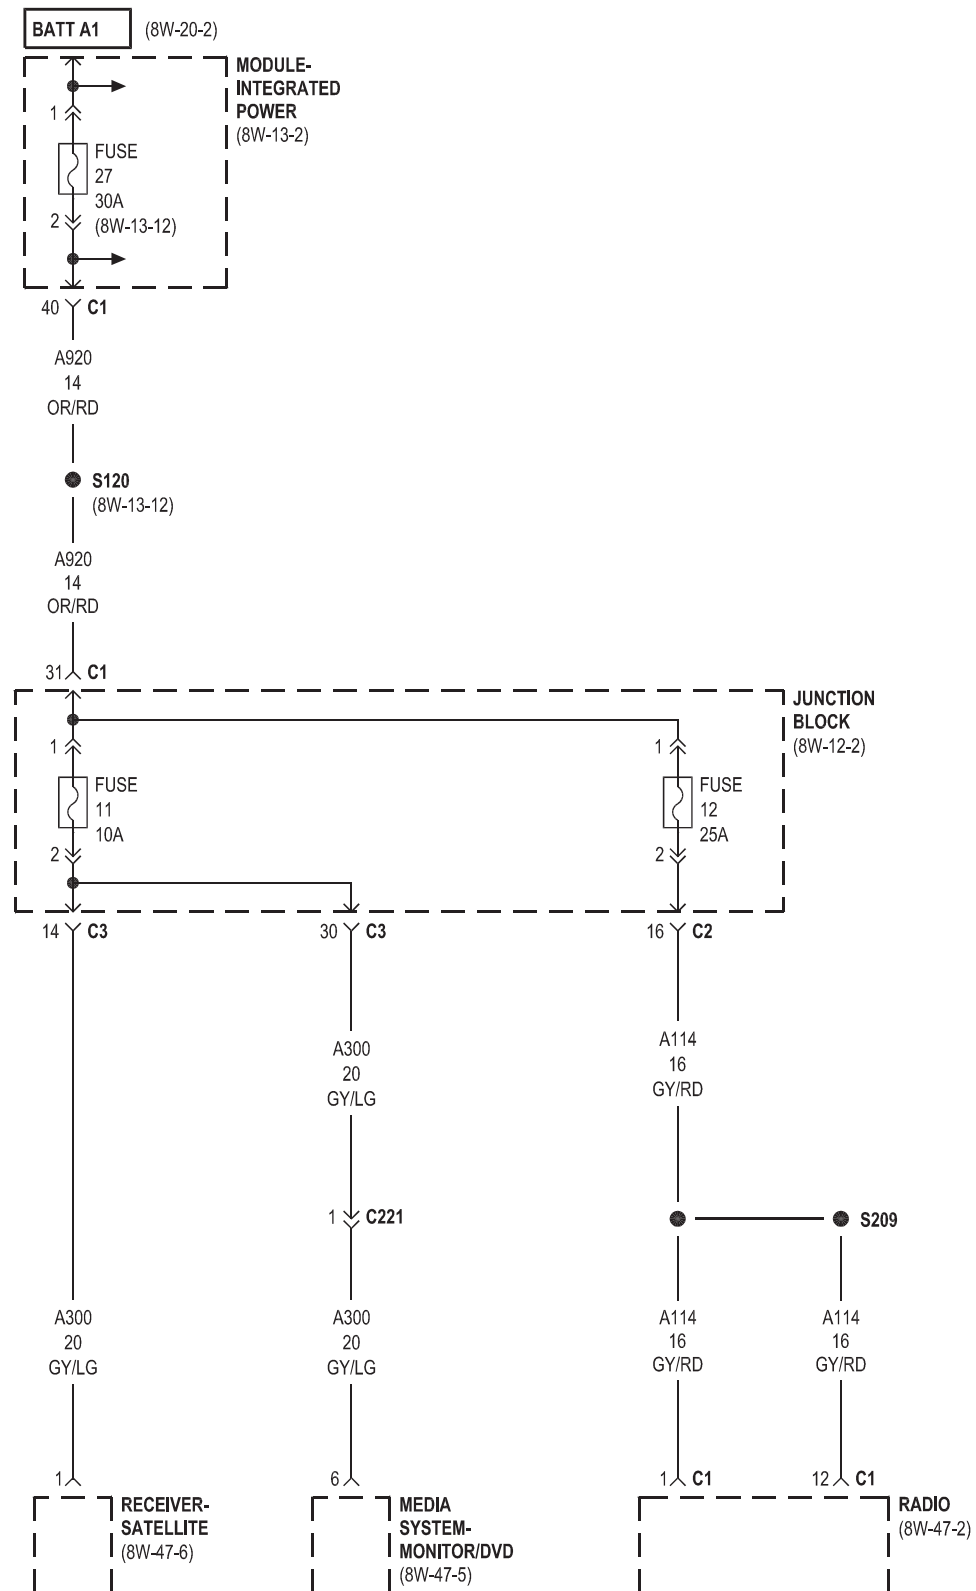 BATT A1 (8W-20-2)
MODULE-
INTEGRATED
POWER
(8W-13-2)
1
FUSE
27
30A
2
(8W-13-12)
40 C1
A920
14
OR/RD
S120
(8W-13-12)
A920
14
OR/RD
31 C1
JUNCTION
BLOCK
(8W-12-2)
1
FUSE
11
10A
2
1
FUSE
12
25A
2
14 C3
30 C3
16 C2
A300
20
GY/LG
A114
16
GY/RD
1 C221
S209
A300
20
GY/LG
A300
20
GY/LG
A114
16
GY/RD
A114
16
GY/RD
1
6
1 C1
12 C1
RECEIVER-
SATELLITE
(8W-47-6)
MEDIA
SYSTEM-
MONITOR/DVD
(8W-47-5)
RADIO
(8W-47-2)